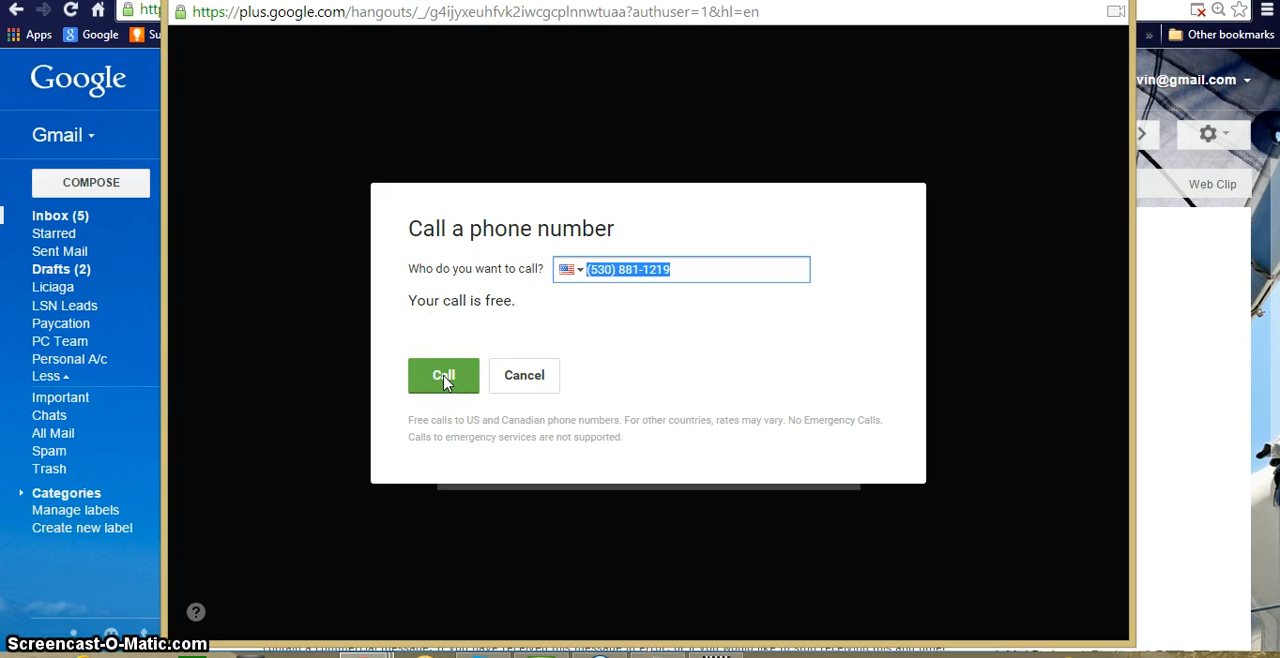 https://plus.google.com/hangouts/_/g4ijyxeuhfvk2iwcgcplnnwtuaa?authuser=1&hl=en
http
Apps Google Su
» Other bookmarks
Google
vin@gmail.com
Gmail
COMPOSE
Web Clip
Inbox (5)
Starred
Sent Mail
Drafts (2)
Liciaga
LSN Leads
Paycation
PC Team
Personal A/c
Less
Important
Chats
All Mail
Spam
Trash
Categories
Manage labels
Create new label
Call a phone number
Who do you want to call? (530) 881-1219
Your call is free.
Call Cancel
Free calls to US and Canadian phone numbers. For other countries, rates may vary. No Emergency Calls.
Calls to emergency services are not supported.
?
Screencast-O-Matic.com